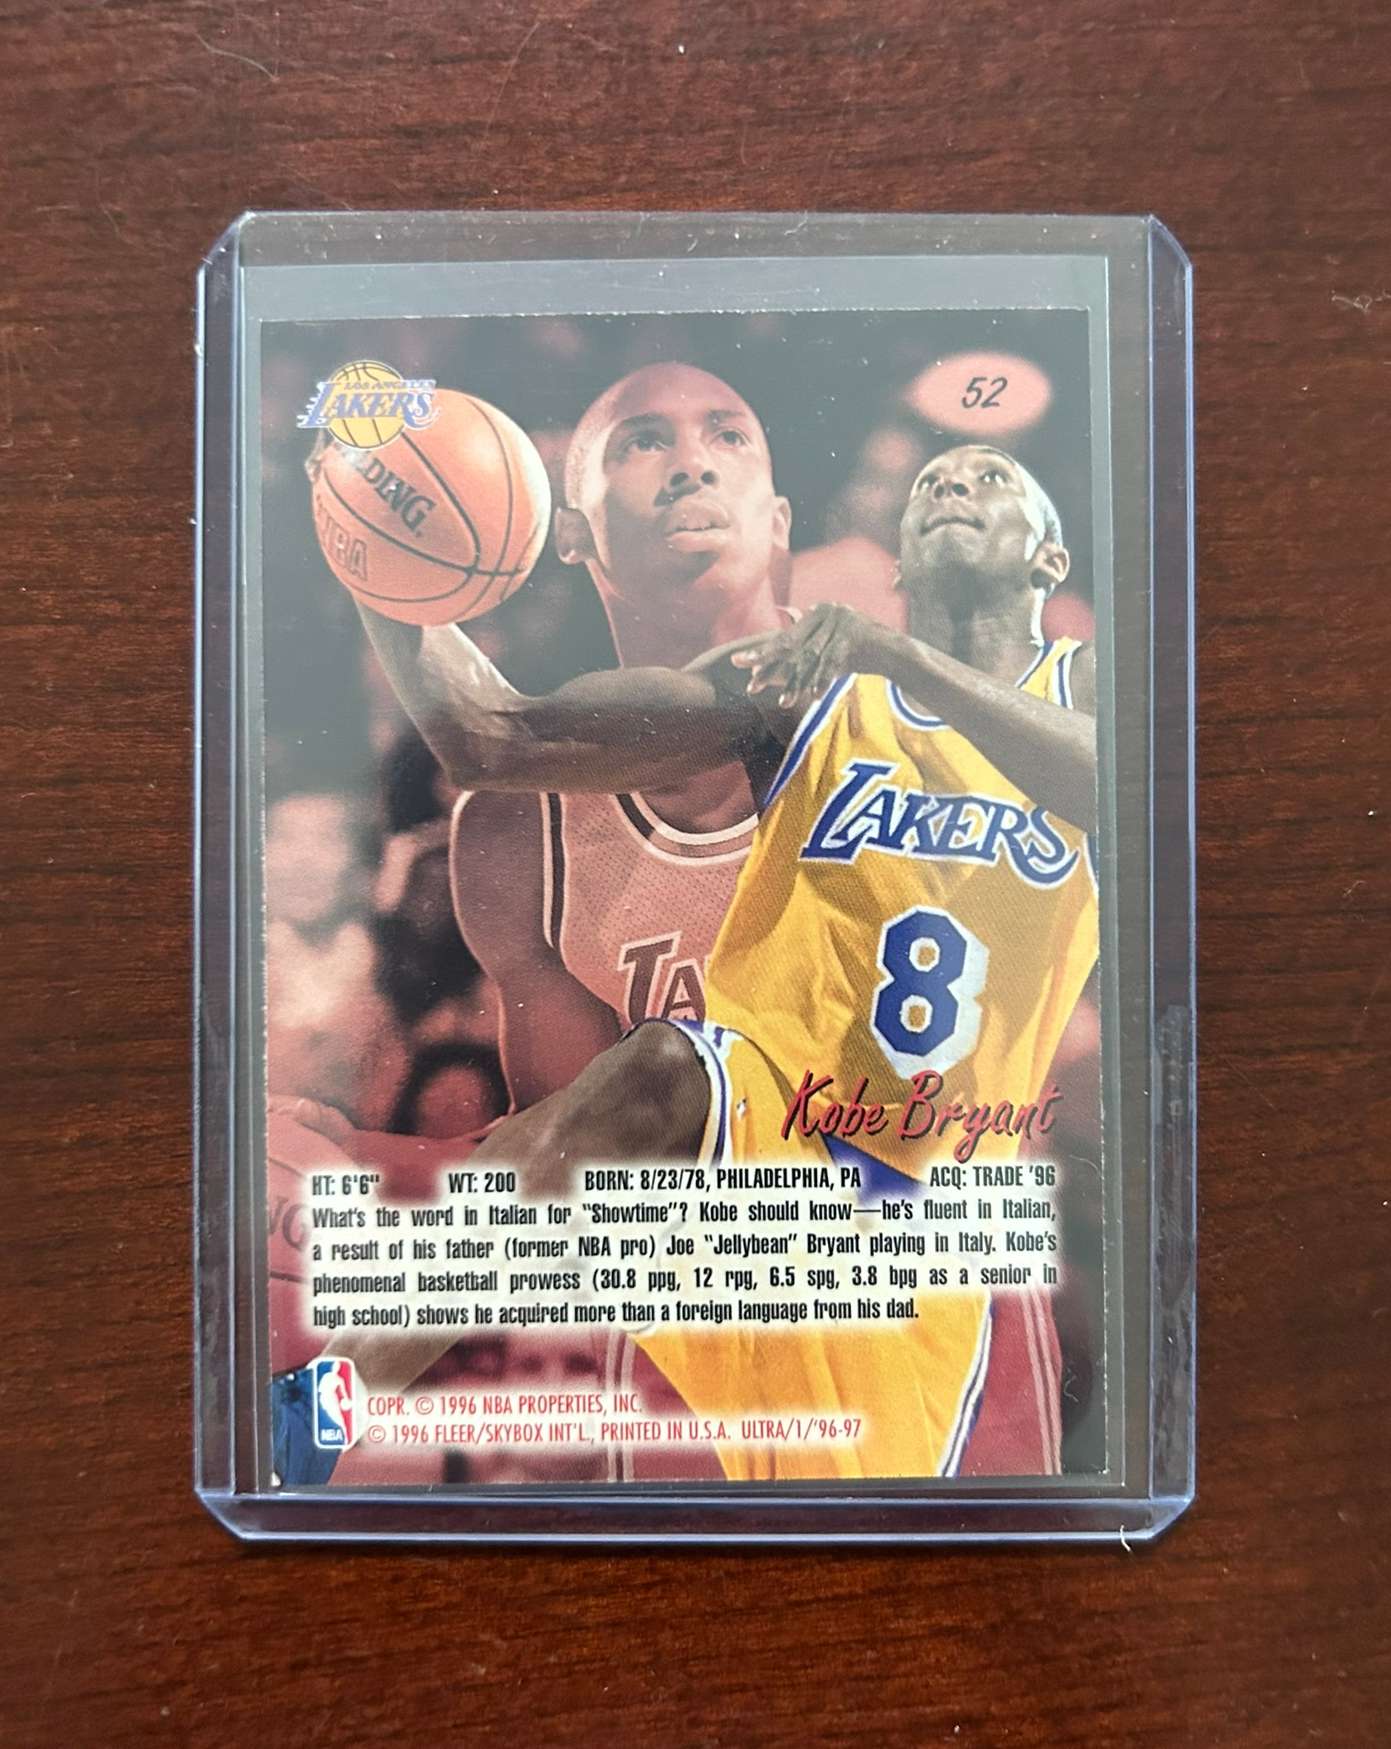 LOS ANGELES
LAKERS
52
LDING
LAKERS
LA
8
Kobe Bryant
HT: 6'6" WT: 200 BORN: 8/23/78, PHILADELPHIA, PA ACQ: TRADE '96
What's the word in Italian for "Showtime"? Kobe should know—he's fluent in Italian,
a result of his father (former NBA pro) Joe "Jellybean" Bryant playing in Italy. Kobe's
phenomenal basketball prowess (30.8 ppg, 12 rpg, 6.5 spg, 3.8 bpg as a senior in
high school) shows he acquired more than a foreign language from his dad.
NBA
COPR. © 1996 NBA PROPERTIES, INC.
© 1996 FLEER/SKYBOX INT'L., PRINTED IN U.S.A. ULTRA/1/'96-97